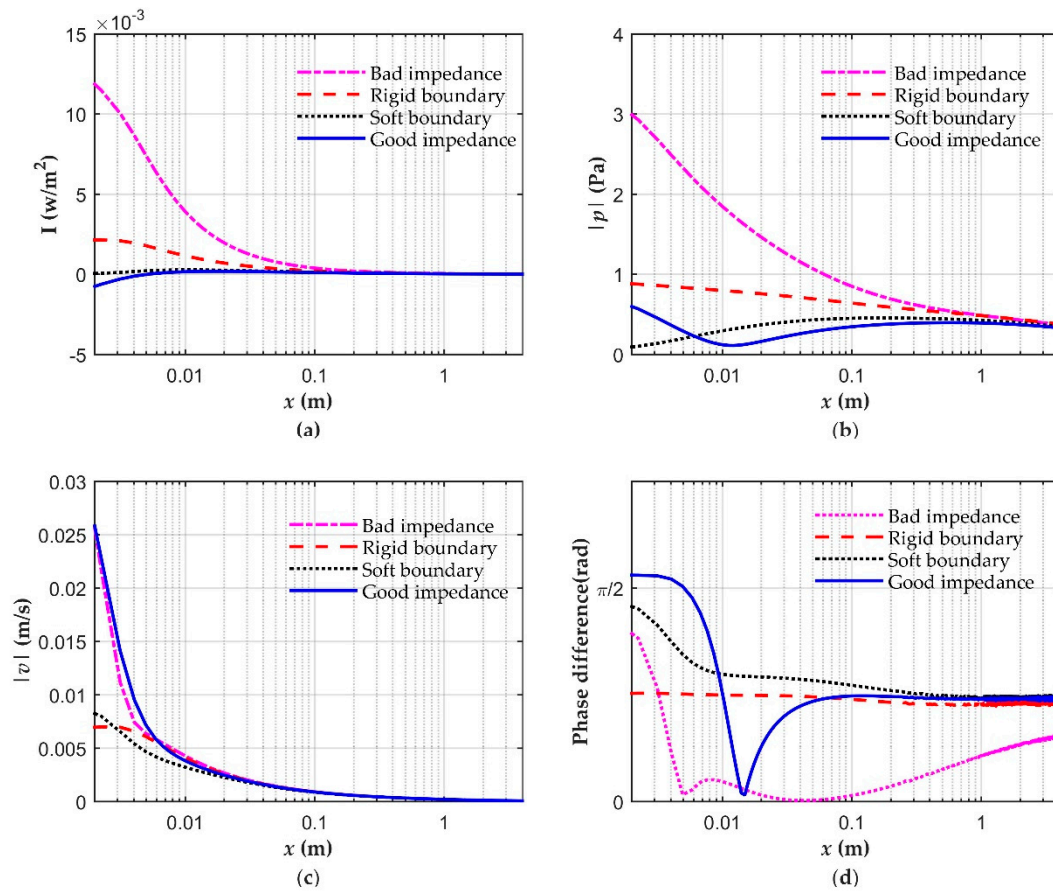 ×10⁻³
15
10
5
0
-5
I (w/m²)
Bad impedance
Rigid boundary
Soft boundary
Good impedance
0.01
0.1
1
x (m)
(a)
4
3
2
1
0
|p| (Pa)
Bad impedance
Rigid boundary
Soft boundary
Good impedance
0.01
0.1
1
x (m)
(b)
0.03
0.025
0.02
0.015
0.01
0.005
0
|v| (m/s)
Bad impedance
Rigid boundary
Soft boundary
Good impedance
0.01
0.1
1
x (m)
(c)
π/2
0
Phase difference(rad)
Bad impedance
Rigid boundary
Soft boundary
Good impedance
0.01
0.1
1
x (m)
(d)